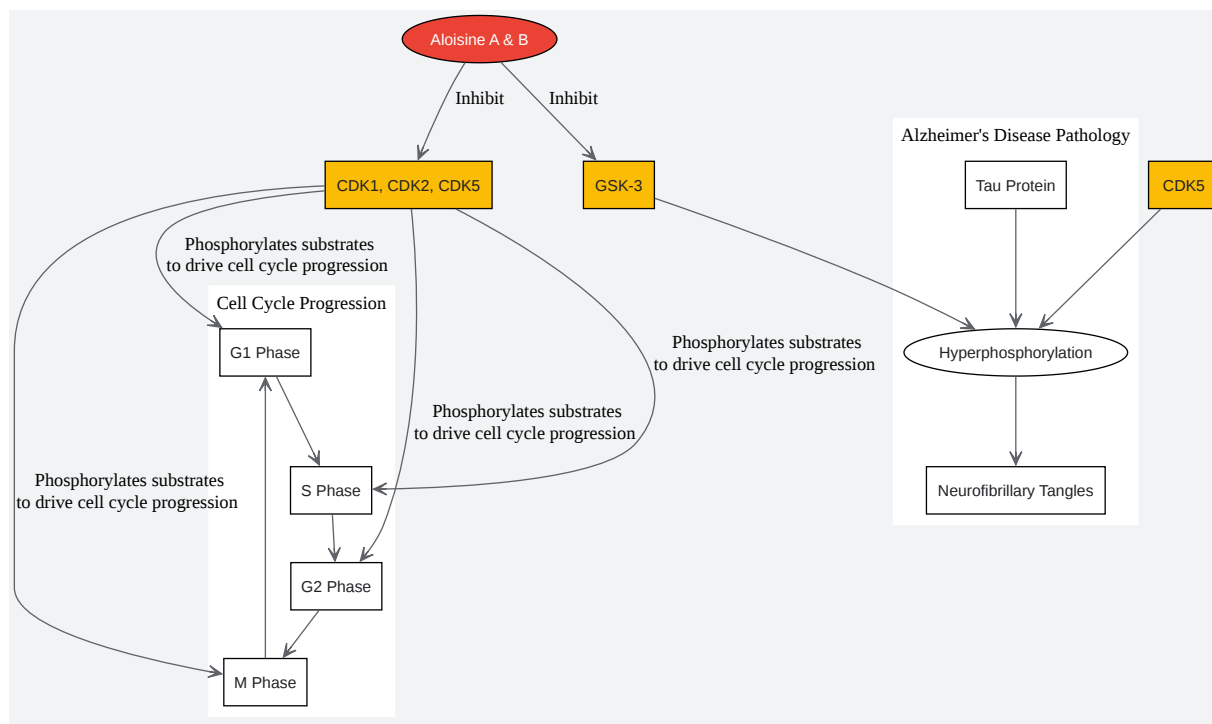 Aloisine A & B
Inhibit
Inhibit
Alzheimer's Disease Pathology
CDK1, CDK2, CDK5
GSK-3
Tau Protein
CDK5
Phosphorylates substrates
to drive cell cycle progression
Cell Cycle Progression
G1 Phase
Phosphorylates substrates
to drive cell cycle progression
Hyperphosphorylation
Phosphorylates substrates
to drive cell cycle progression
Phosphorylates substrates
to drive cell cycle progression
S Phase
Neurofibrillary Tangles
G2 Phase
M Phase